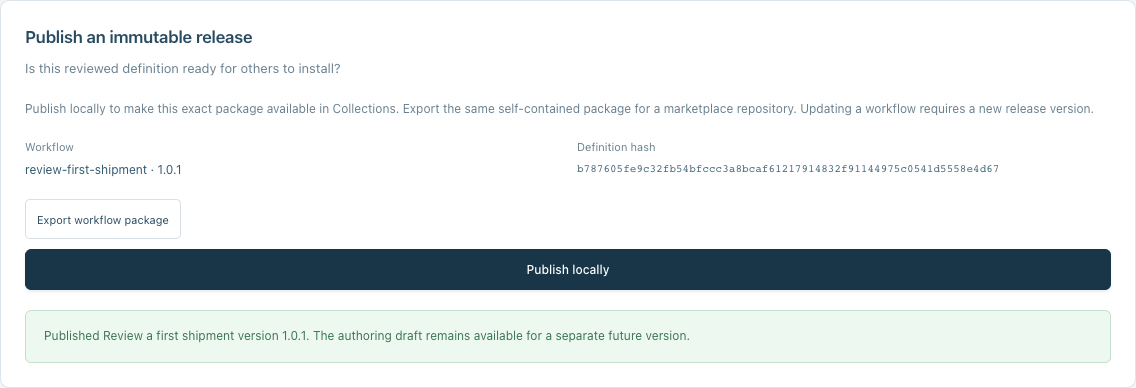 Publish an immutable release
Is this reviewed definition ready for others to install?
Publish locally to make this exact package available in Collections. Export the same self-contained package for a marketplace repository. Updating a workflow requires a new release version.
Workflow
review-first-shipment · 1.0.1
Definition hash
b787605fe9c32fb54bfccc3a8bcaf61217914832f91144975c0541d5558e4d67
Export workflow package
Publish locally
Published Review a first shipment version 1.0.1. The authoring draft remains available for a separate future version.